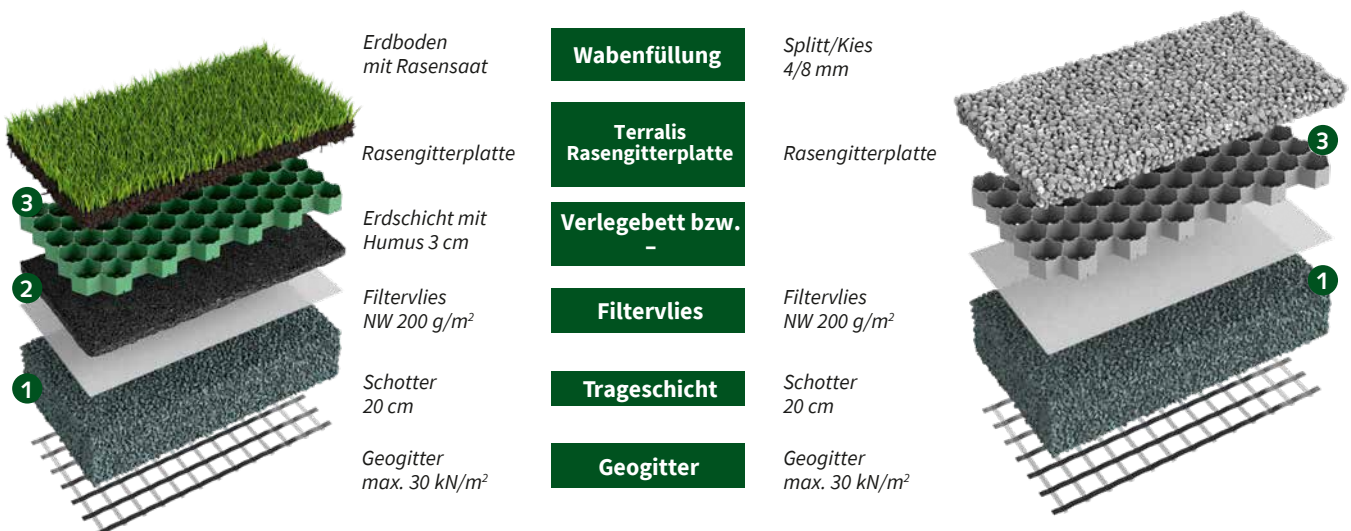 Erdboden
mit Rasensaat
Wabenfüllung
Splitt/Kies
4/8 mm
Rasengitterplatte
Terralis
Rasengitterplatte
Rasengitterplatte
3
3
Erdschicht mit
Humus 3 cm
Verlegebett bzw.
–
2
Filtervlies
NW 200 g/m²
Filtervlies
Filtervlies
NW 200 g/m²
1
1
Schotter
20 cm
Trageschicht
Schotter
20 cm
Geogitter
max. 30 kN/m²
Geogitter
Geogitter
max. 30 kN/m²